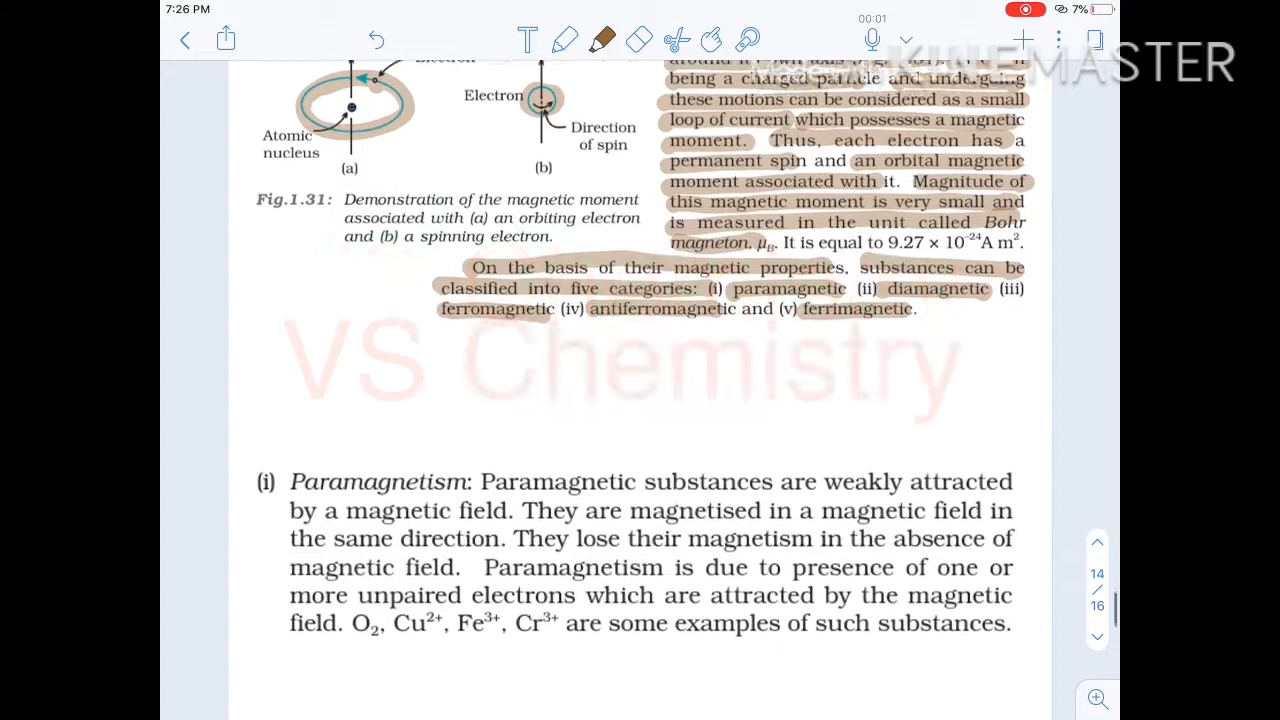 7:26 PM
7%
00:01
KINEMASTER
being a charged particle and undergoing
these motions can be considered as a small
loop of current which possesses a magnetic
moment. Thus, each electron has a
permanent spin and an orbital magnetic
moment associated with it. Magnitude of
this magnetic moment is very small and
is measured in the unit called Bohr
magneton, μB. It is equal to 9.27 × 10⁻²⁴A m².
Electron
Atomic
nucleus
(a)
Electron
Direction
of spin
(b)
Fig.1.31: Demonstration of the magnetic moment
associated with (a) an orbiting electron
and (b) a spinning electron.
On the basis of their magnetic properties, substances can be
classified into five categories: (i) paramagnetic (ii) diamagnetic (iii)
ferromagnetic (iv) antiferromagnetic and (v) ferrimagnetic.
VS Chemistry
(i) Paramagnetism: Paramagnetic substances are weakly attracted
by a magnetic field. They are magnetised in a magnetic field in
the same direction. They lose their magnetism in the absence of
magnetic field. Paramagnetism is due to presence of one or
more unpaired electrons which are attracted by the magnetic
field. O₂, Cu²⁺, Fe³⁺, Cr³⁺ are some examples of such substances.
14
/
16